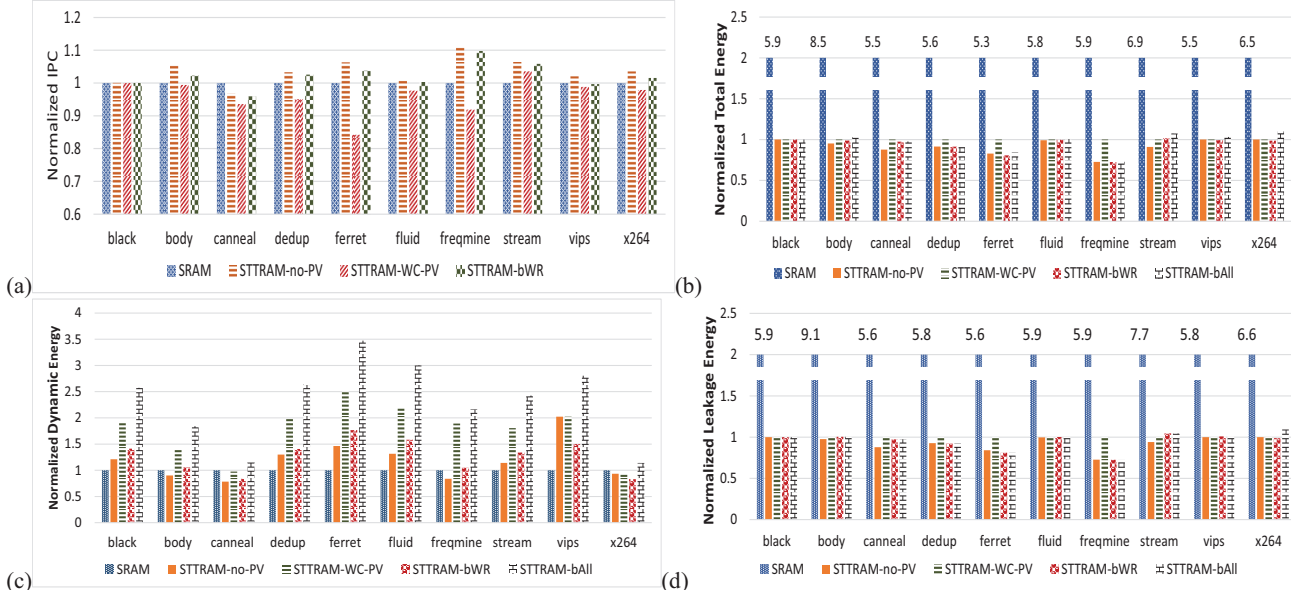 (a)
Normalized IPC
1.2
1.1
1
0.9
0.8
0.7
0.6
black body canneal dedup ferret fluid freqmine stream vips x264
SRAM STTRAM-no-PV STTRAM-WC-PV STTRAM-bWR
(b)
Normalized Total Energy
2.5
5.9 8.5 5.5 5.6 5.3 5.8 5.9 6.9 5.5 6.5
2
1.5
1
0.5
0
black body canneal dedup ferret fluid freqmine stream vips x264
SRAM STTRAM-no-PV STTRAM-WC-PV STTRAM-bWR STTRAM-bAll
(c)
Normalized Dynamic Energy
4
3.5
3
2.5
2
1.5
1
0.5
0
black body canneal dedup ferret fluid freqmine stream vips x264
SRAM STTRAM-no-PV STTRAM-WC-PV STTRAM-bWR STTRAM-bAll
(d)
Normalized Leakage Energy
2.5
5.9 9.1 5.6 5.8 5.6 5.9 5.9 7.7 5.8 6.6
2
1.5
1
0.5
0
black body canneal dedup ferret fluid freqmine stream vips x264
SRAM STTRAM-no-PV STTRAM-WC-PV STTRAM-bWR STTRAM-bAll